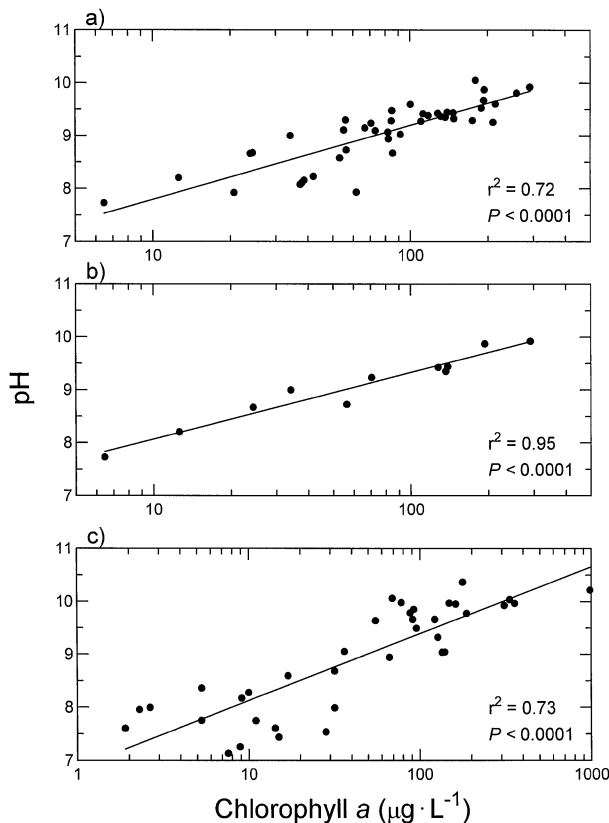 a)
11
10
9
8
7
10
100
r² = 0.72
P < 0.0001
b)
11
10
9
8
7
10
100
r² = 0.95
P < 0.0001
pH
c)
11
10
9
8
7
1
10
100
1000
r² = 0.73
P < 0.0001
Chlorophyll a (µg·L⁻¹)